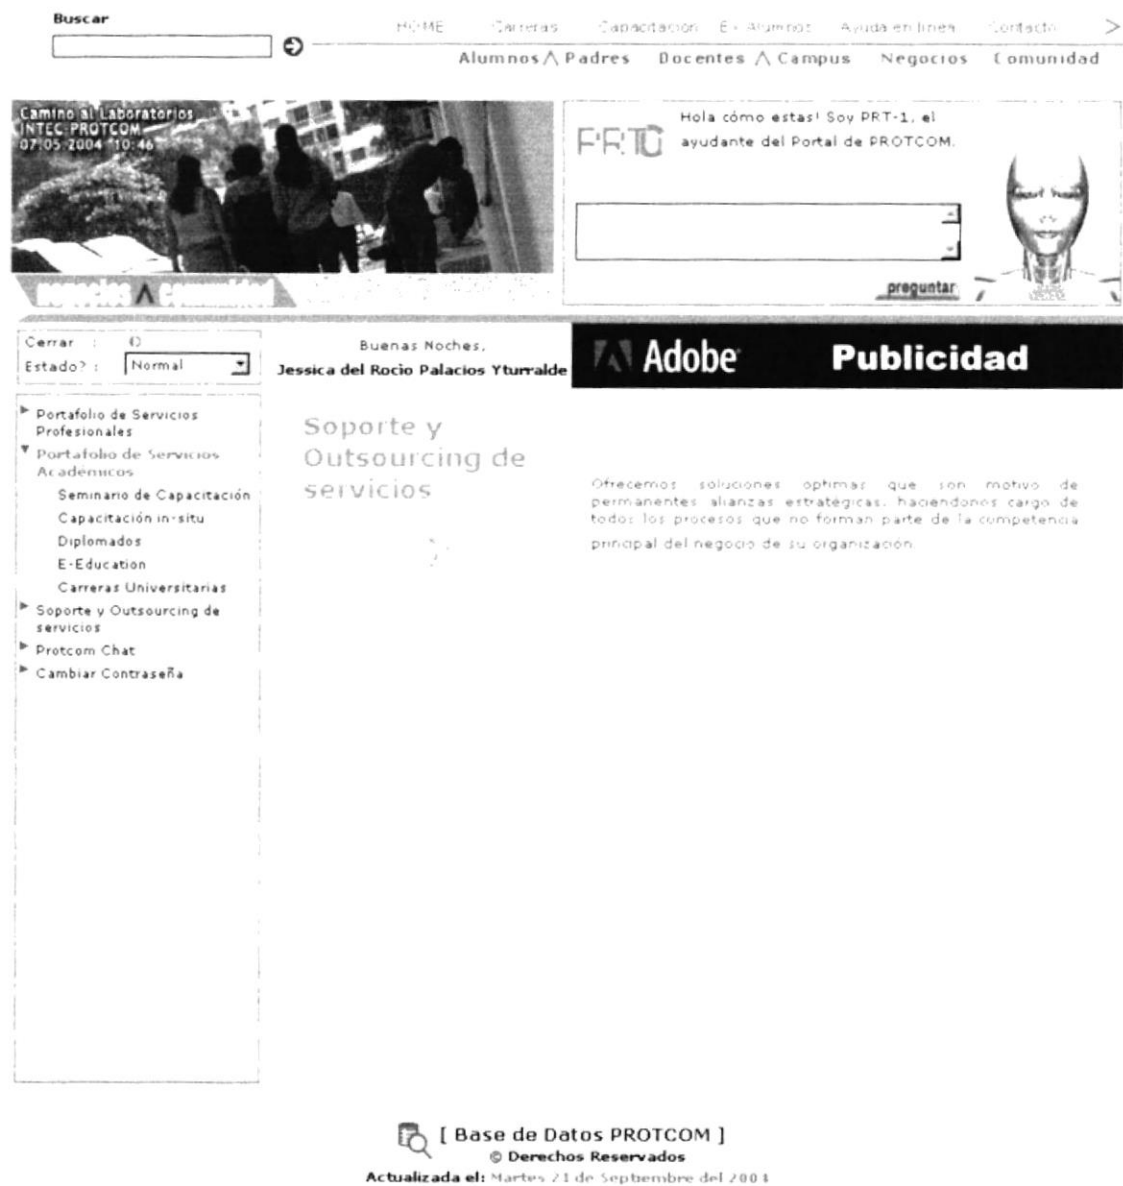 Buscar
HOME Carreras Capacitación E- Alumnos Ayuda en línea Contacto >
Alumnos Λ Padres Docentes Λ Campus Negocios Comunidad
Camino al Laboratorios
INTEC-PROTCOM
07.05.2004 10:46
Hola cómo estas! Soy PRT-1, el
ayudante del Portal de PROTCOM.
preguntar
negocios Λ comunidad
Cerrar :
Estado? : Normal
Buenas Noches,
Jessica del Rocio Palacios Yturralde
Adobe Publicidad
Portafolio de Servicios
Profesionales
Portafolio de Servicios
Académicos
Seminario de Capacitación
Capacitación in-situ
Diplomados
E-Education
Carreras Universitarias
Soporte y Outsourcing de
servicios
Protcom Chat
Cambiar Contraseña
Soporte y
Outsourcing de
servicios
Ofrecemos soluciones optimas que son motivo de
permanentes alianzas estratégicas, haciendonos cargo de
todos los procesos que no forman parte de la competencia
principal del negocio de su organización.
[ Base de Datos PROTCOM ]
© Derechos Reservados
Actualizada el: Martes 21 de Septiembre del 2004